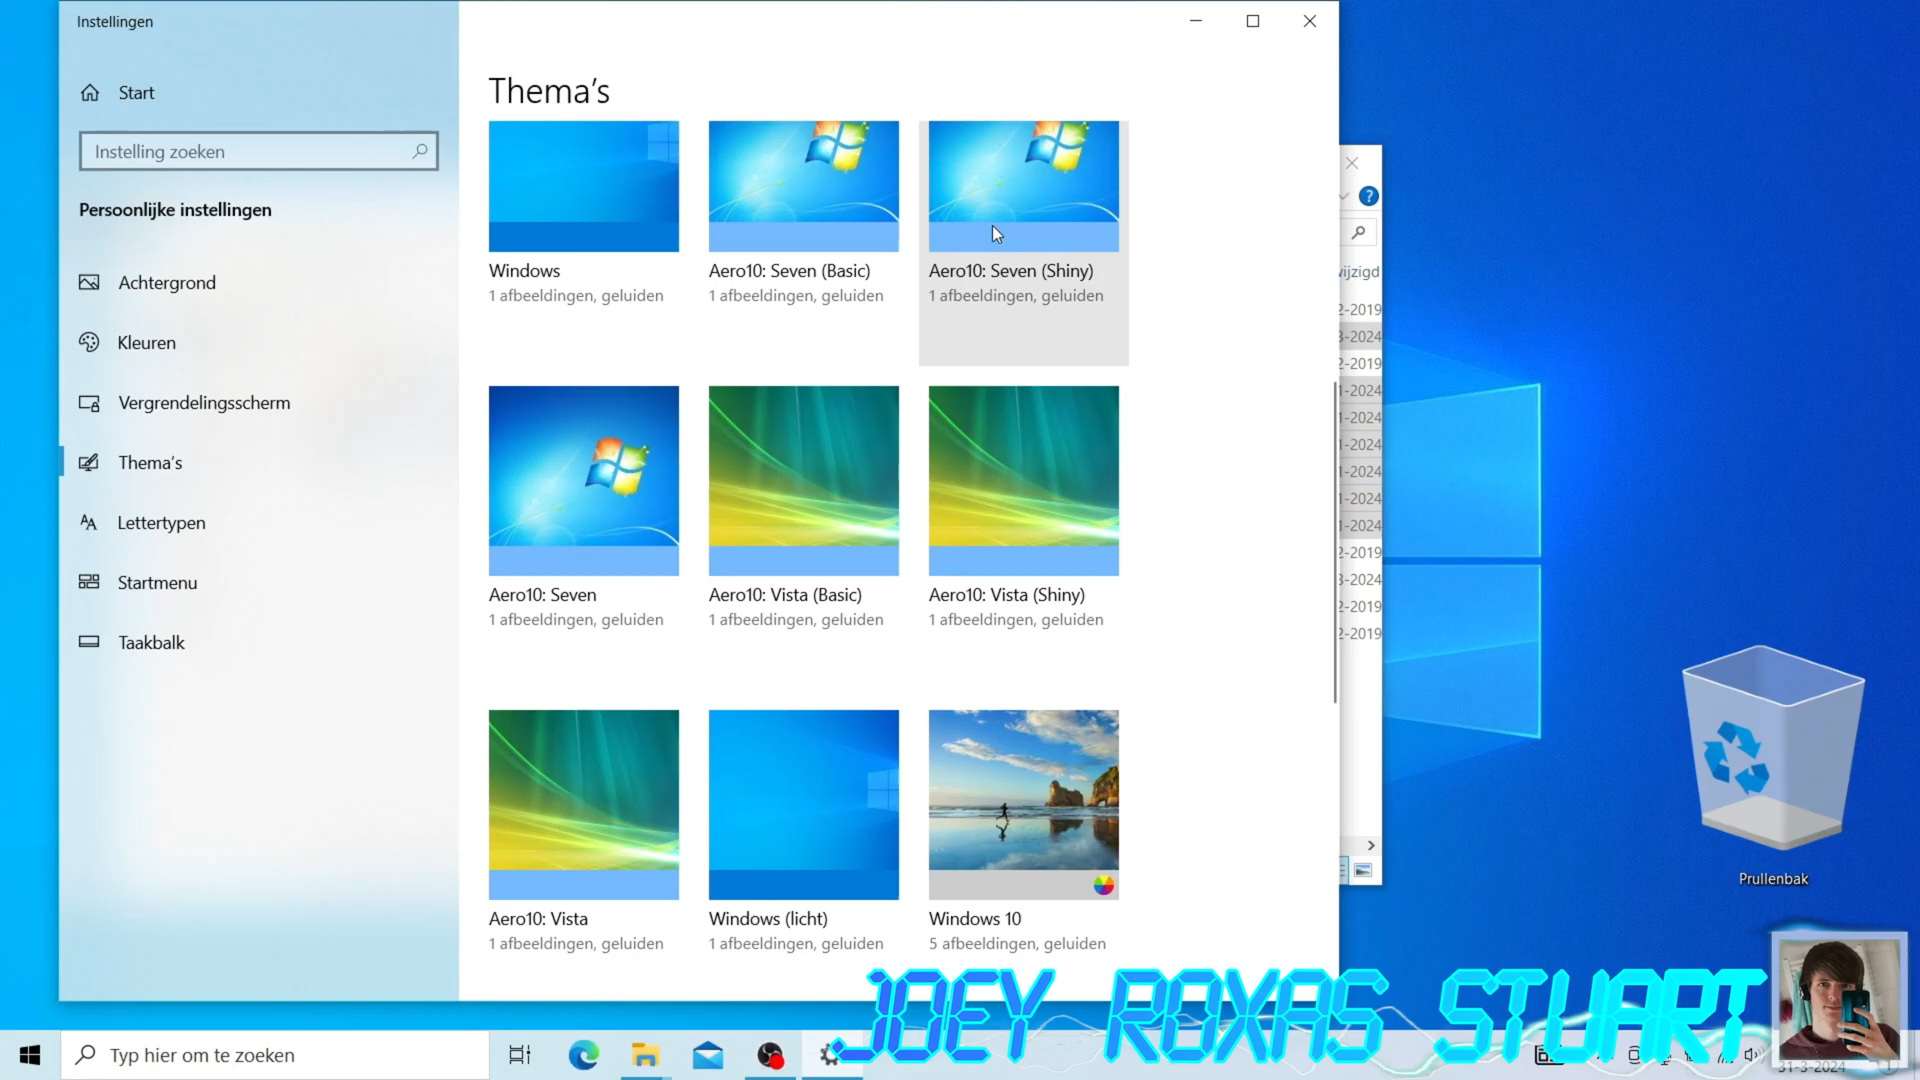 Instellingen
Start
Instelling zoeken
Persoonlijke instellingen
Achtergrond
Kleuren
Vergrendelingsscherm
Thema's
Lettertypen
Startmenu
Taakbalk
Thema's
Windows
1 afbeeldingen, geluiden
Aero10: Seven (Basic)
1 afbeeldingen, geluiden
Aero10: Seven (Shiny)
1 afbeeldingen, geluiden
Aero10: Seven
1 afbeeldingen, geluiden
Aero10: Vista (Basic)
1 afbeeldingen, geluiden
Aero10: Vista (Shiny)
1 afbeeldingen, geluiden
Aero10: Vista
1 afbeeldingen, geluiden
Windows (licht)
1 afbeeldingen, geluiden
Windows 10
5 afbeeldingen, geluiden
?
2-2019
3-2024
2-2019
1-2024
1-2024
1-2024
1-2024
1-2024
1-2024
2-2019
3-2024
2-2019
2-2019
Prullenbak
JOEY ROXAS STUART
Typ hier om te zoeken
31-3-2024